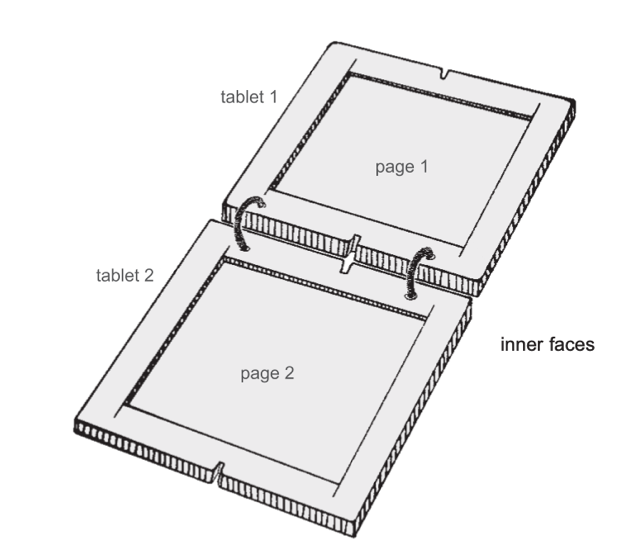 tablet 1
page 1
tablet 2
inner faces
page 2